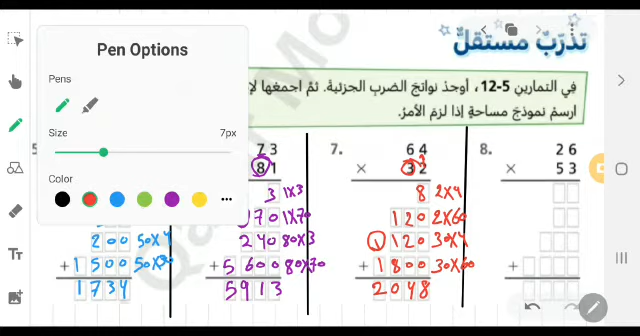 تدرّبْ مستقلٌّ
Pen Options
في التمارين 5-12، أوجدْ نواتجَ الضربِ الجزئيةَ. ثمَّ اجمعْها
ارسمْ نموذجَ مساحةٍ إذا لزمَ الأمرُ.
Pens
Size 7px
Color
73
81
3 1x3
70 1x70
240 80x3
+ 5600 80x70
5913
200 50x4
+ 1500
1734
7. 64
× 32
8 2x4
120 2x60
120 30x4
+ 1800 30x60
2048
8. 26
× 53
+